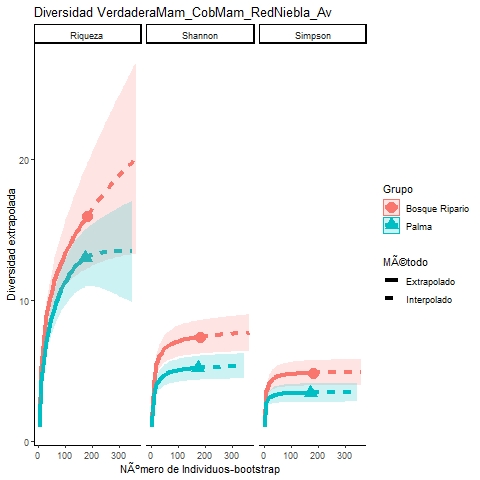 Diversidad VerdaderaMam_CobMam_RedNiebla_Av
Riqueza
Shannon
Simpson
Diversidad extrapolada
20
10
0
0 100 200 300
0 100 200 300
0 100 200 300
NÃºmero de Individuos-bootstrap
Grupo
Bosque Ripario
Palma
MÃ©todo
Extrapolado
Interpolado